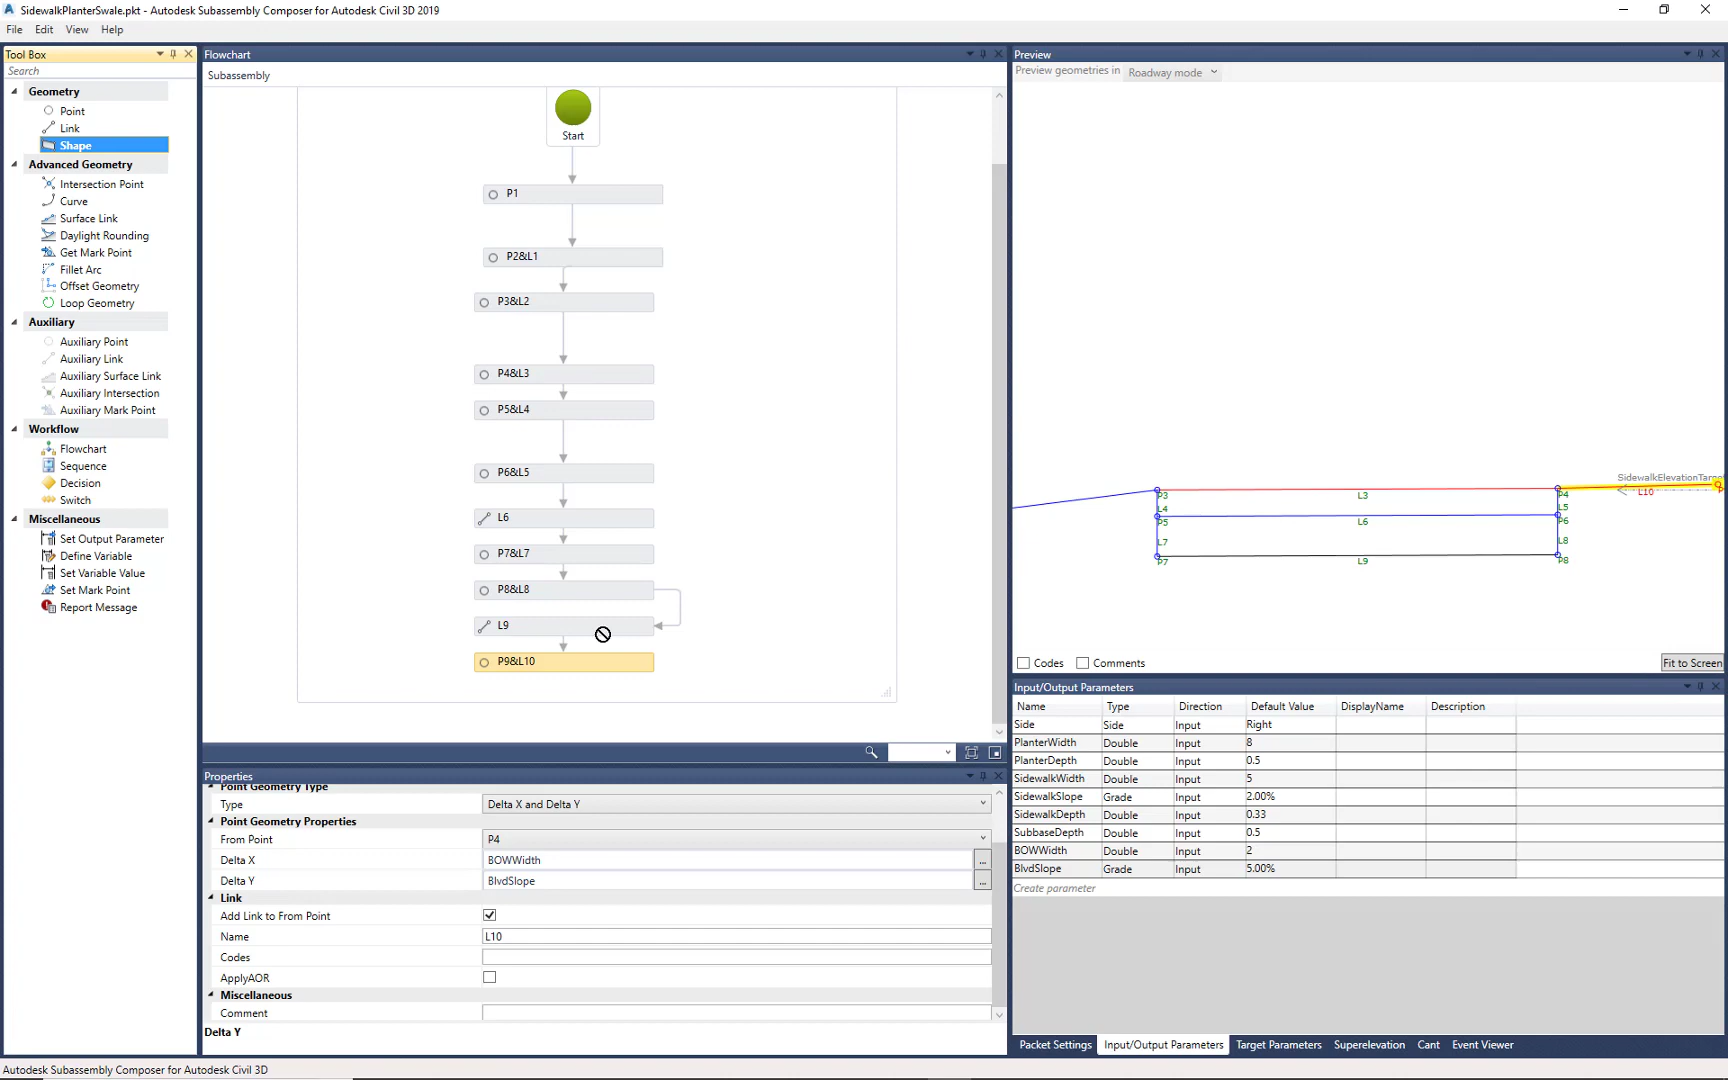 SidewalkPlanterSwale.pkt - Autodesk Subassembly Composer for Autodesk Civil 3D 2019
File Edit View Help
Tool Box
Search
Geometry
Point
Link
Shape
Advanced Geometry
Intersection Point
Curve
Surface Link
Daylight Rounding
Get Mark Point
Fillet Arc
Offset Geometry
Loop Geometry
Auxiliary
Auxiliary Point
Auxiliary Link
Auxiliary Surface Link
Auxiliary Intersection
Auxiliary Mark Point
Workflow
Flowchart
Sequence
Decision
Switch
Miscellaneous
Set Output Parameter
Define Variable
Set Variable Value
Set Mark Point
Report Message
Flowchart
Subassembly
Start
P1
P2&L1
P3&L2
P4&L3
P5&L4
P6&L5
L6
P7&L7
P8&L8
L9
P9&L10
Properties
Point Geometry Type
Type Delta X and Delta Y
Point Geometry Properties
From Point P4
Delta X BOWWidth ...
Delta Y BlvdSlope ...
Link
Add Link to From Point
Name L10
Codes
ApplyAOR
Miscellaneous
Comment
Delta Y
Preview
Preview geometries in Roadway mode
SidewalkElevationTarge
P3 L3 P4 L10
L4 L5
P5 L6 P6
L7 L8
P7 L9 P8
Codes Comments Fit to Screen
Input/Output Parameters
Name Type Direction Default Value DisplayName Description
Side Side Input Right
PlanterWidth Double Input 8
PlanterDepth Double Input 0.5
SidewalkWidth Double Input 5
SidewalkSlope Grade Input 2.00%
SidewalkDepth Double Input 0.33
SubbaseDepth Double Input 0.5
BOWWidth Double Input 2
BlvdSlope Grade Input 5.00%
Create parameter
Packet Settings Input/Output Parameters Target Parameters Superelevation Cant Event Viewer
Autodesk Subassembly Composer for Autodesk Civil 3D